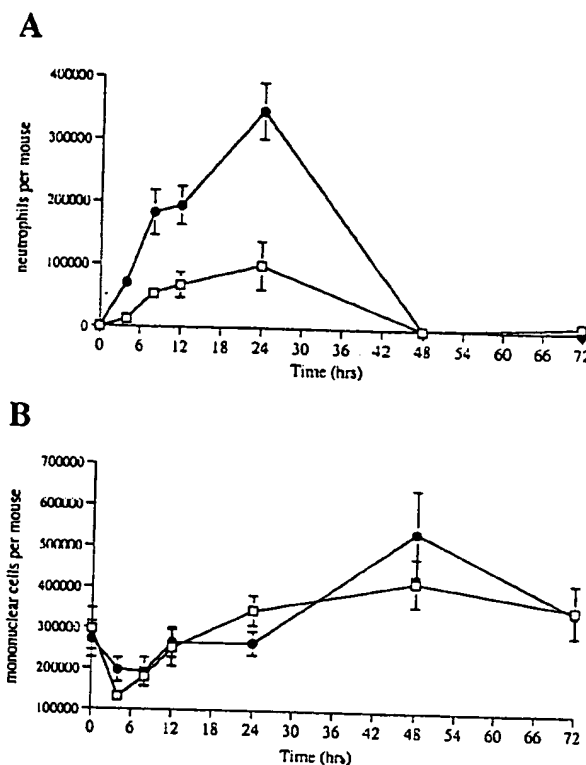 A
neutrophils per mouse
400000
300000
200000
100000
0
0 6 12 18 24 30 36 42 48 54 60 66 72
Time (hrs)
B
mononuclear cells per mouse
700000
600000
500000
400000
300000
200000
100000
0 6 12 18 24 30 36 42 48 54 60 66 72
Time (hrs)